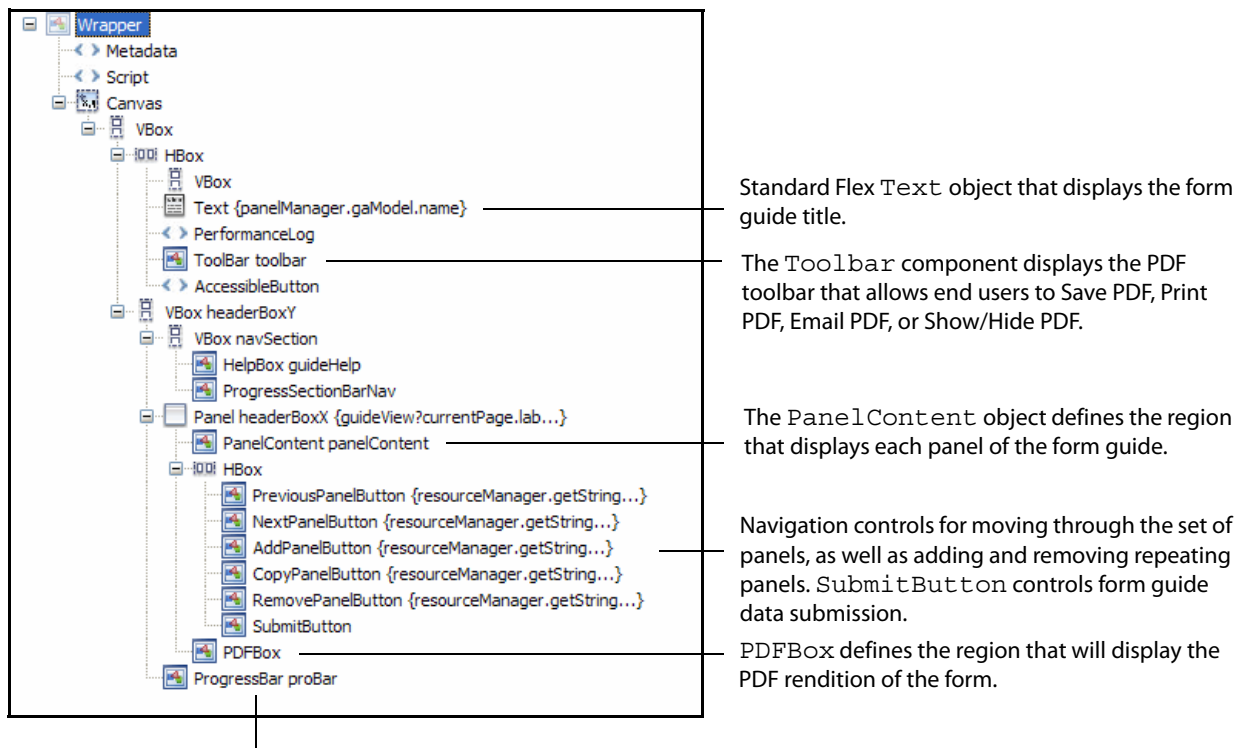 Wrapper
Metadata
Script
Canvas
VBox
HBox
VBox
Text {panelManager.gaModel.name}
PerformanceLog
ToolBar toolbar
AccessibleButton
VBox headerBoxY
VBox navSection
HelpBox guideHelp
ProgressSectionBarNav
Panel headerBoxX {guideView?currentPage.lab...}
PanelContent panelContent
HBox
PreviousPanelButton {resourceManager.getString...}
NextPanelButton {resourceManager.getString...}
AddPanelButton {resourceManager.getString...}
CopyPanelButton {resourceManager.getString...}
RemovePanelButton {resourceManager.getString...}
SubmitButton
PDFBox
ProgressBar proBar
Standard Flex Text object that displays the form
guide title.
The Toolbar component displays the PDF
toolbar that allows end users to Save PDF, Print
PDF, Email PDF, or Show/Hide PDF.
The PanelContent object defines the region
that displays each panel of the form guide.
Navigation controls for moving through the set of
panels, as well as adding and removing repeating
panels. SubmitButton controls form guide
data submission.
PDFBox defines the region that will display the
PDF rendition of the form.